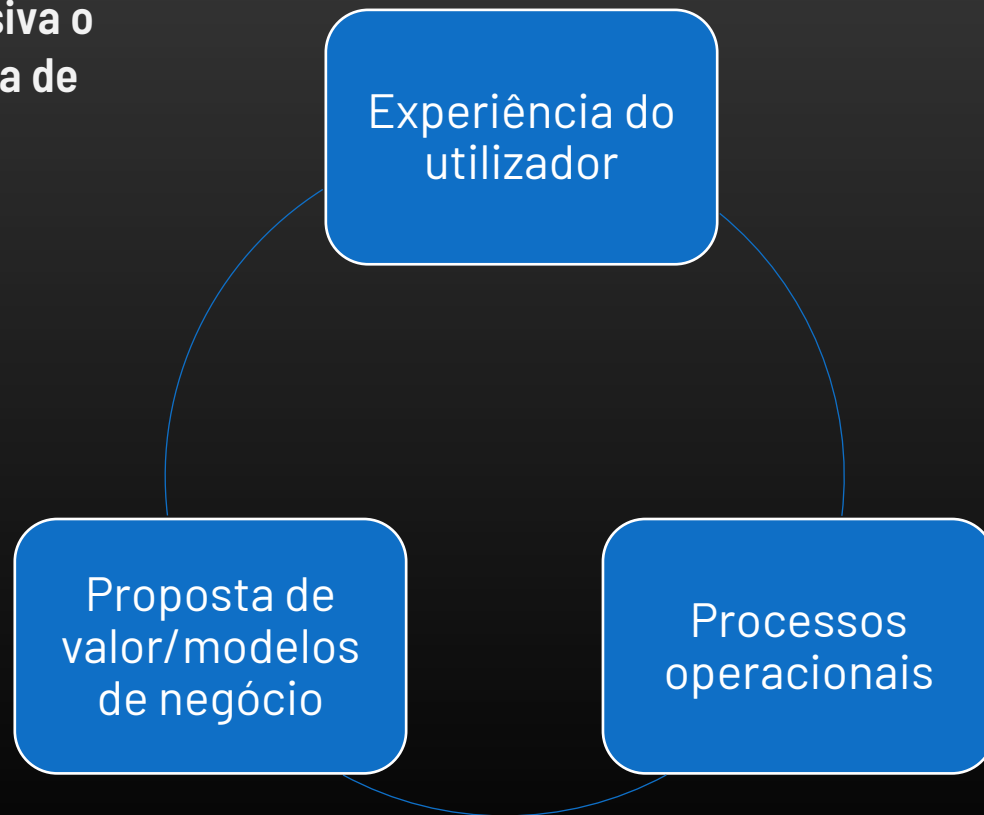 siva o
a de
Experiência do
utilizador
Proposta de
valor/modelos
de negócio
Processos
operacionais